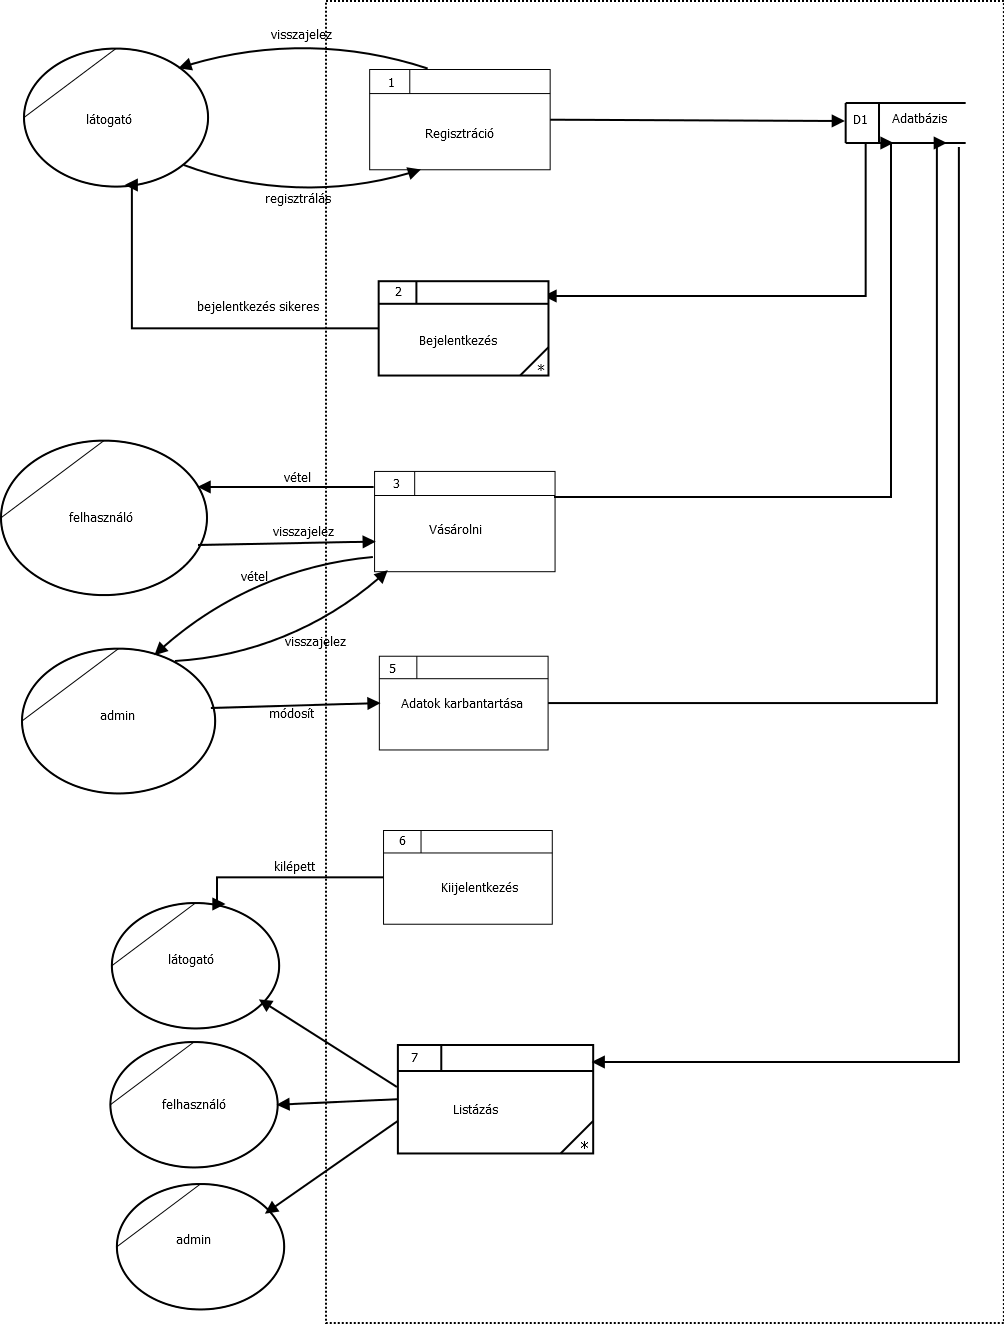 visszajelez
1
látogató
Regisztráció
D1
Adatbázis
regisztrálás
2
bejelentkezés sikeres
Bejelentkezés
*
vétel
3
felhasználó
visszajelez
Vásárolni
vétel
visszajelez
5
admin
módosít
Adatok karbantartása
6
kilépett
Kiijelentkezés
látogató
7
felhasználó
Listázás
*
admin